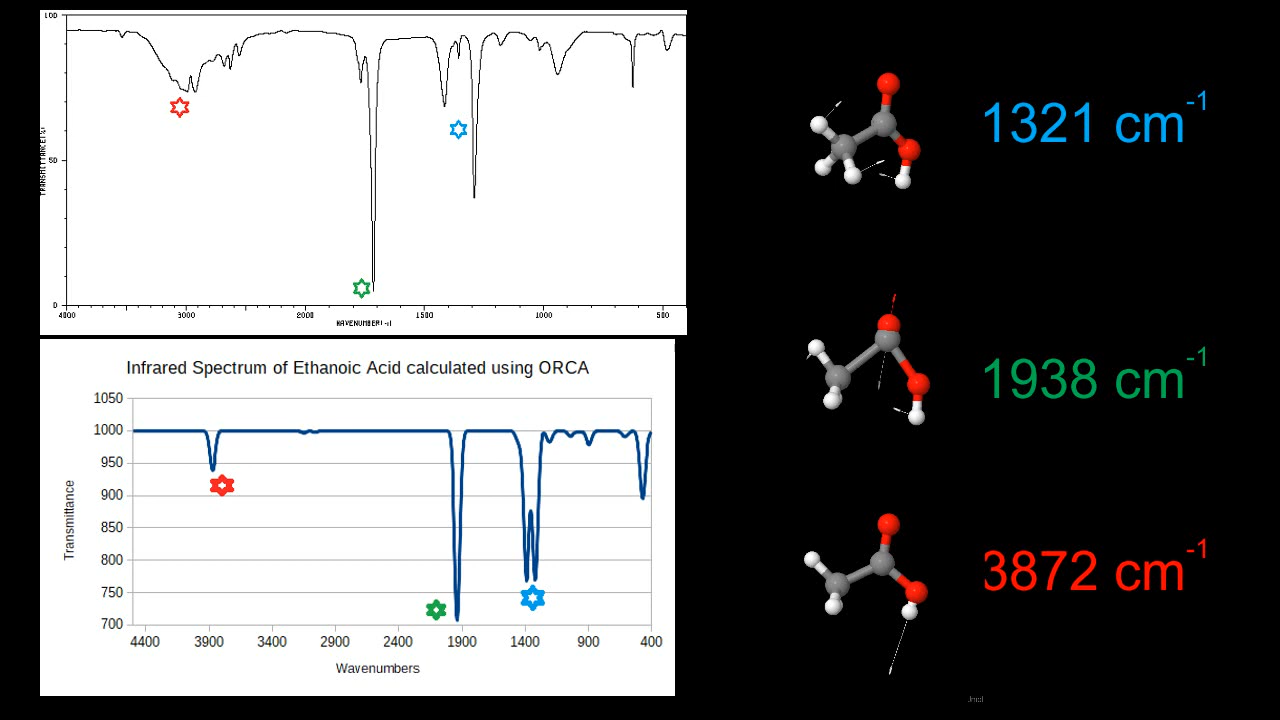 100
50
0
TRANSMITTANCE(%)
4000 3000 2000 1500 1000 500
Infrared Spectrum of Ethanoic Acid calculated using ORCA
1050
1000
950
900
850
800
750
700
Transmittance
4400 3900 3400 2900 2400 1900 1400 900 400
Wavenumbers
1321 cm-1
1938 cm-1
3872 cm-1
Jmol